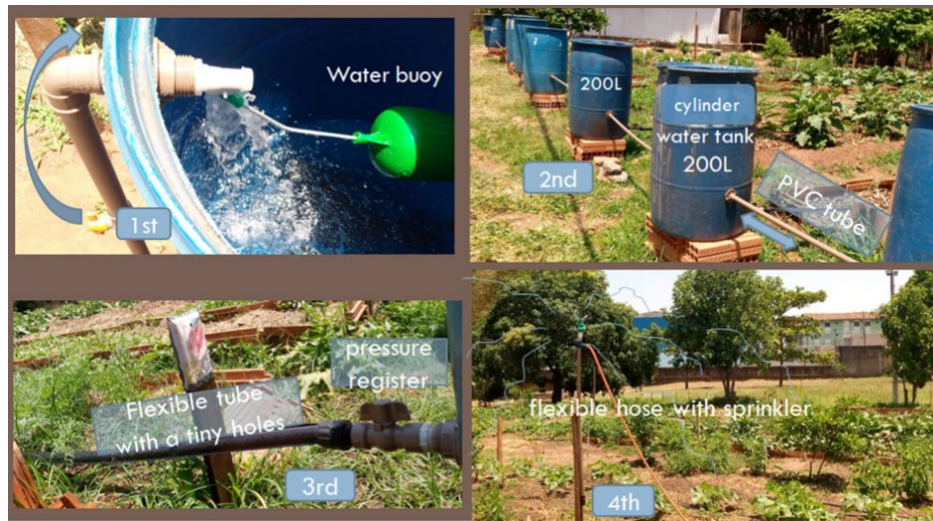 Water buoy
1st
200L
cylinder
water tank
200L
2nd
PVC tube
pressure
register
Flexible tube
with a tiny holes
3rd
flexible hose with sprinkler
4th